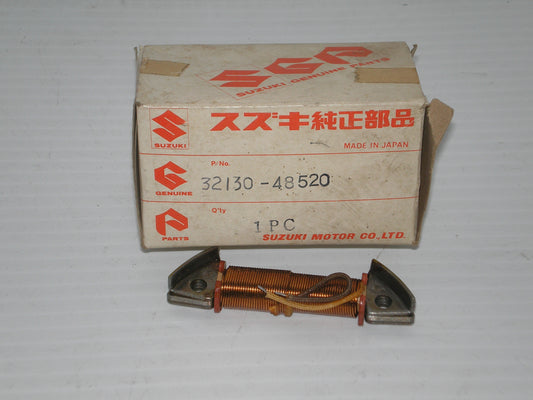 SGP
SUZUKI GENUINE PARTS
SUZUKI
スズキ純正部品
MADE IN JAPAN
P/No.
GENUINE
32130-48520
Q'ty
PARTS
1PC
SUZUKI MOTOR CO.,LTD.